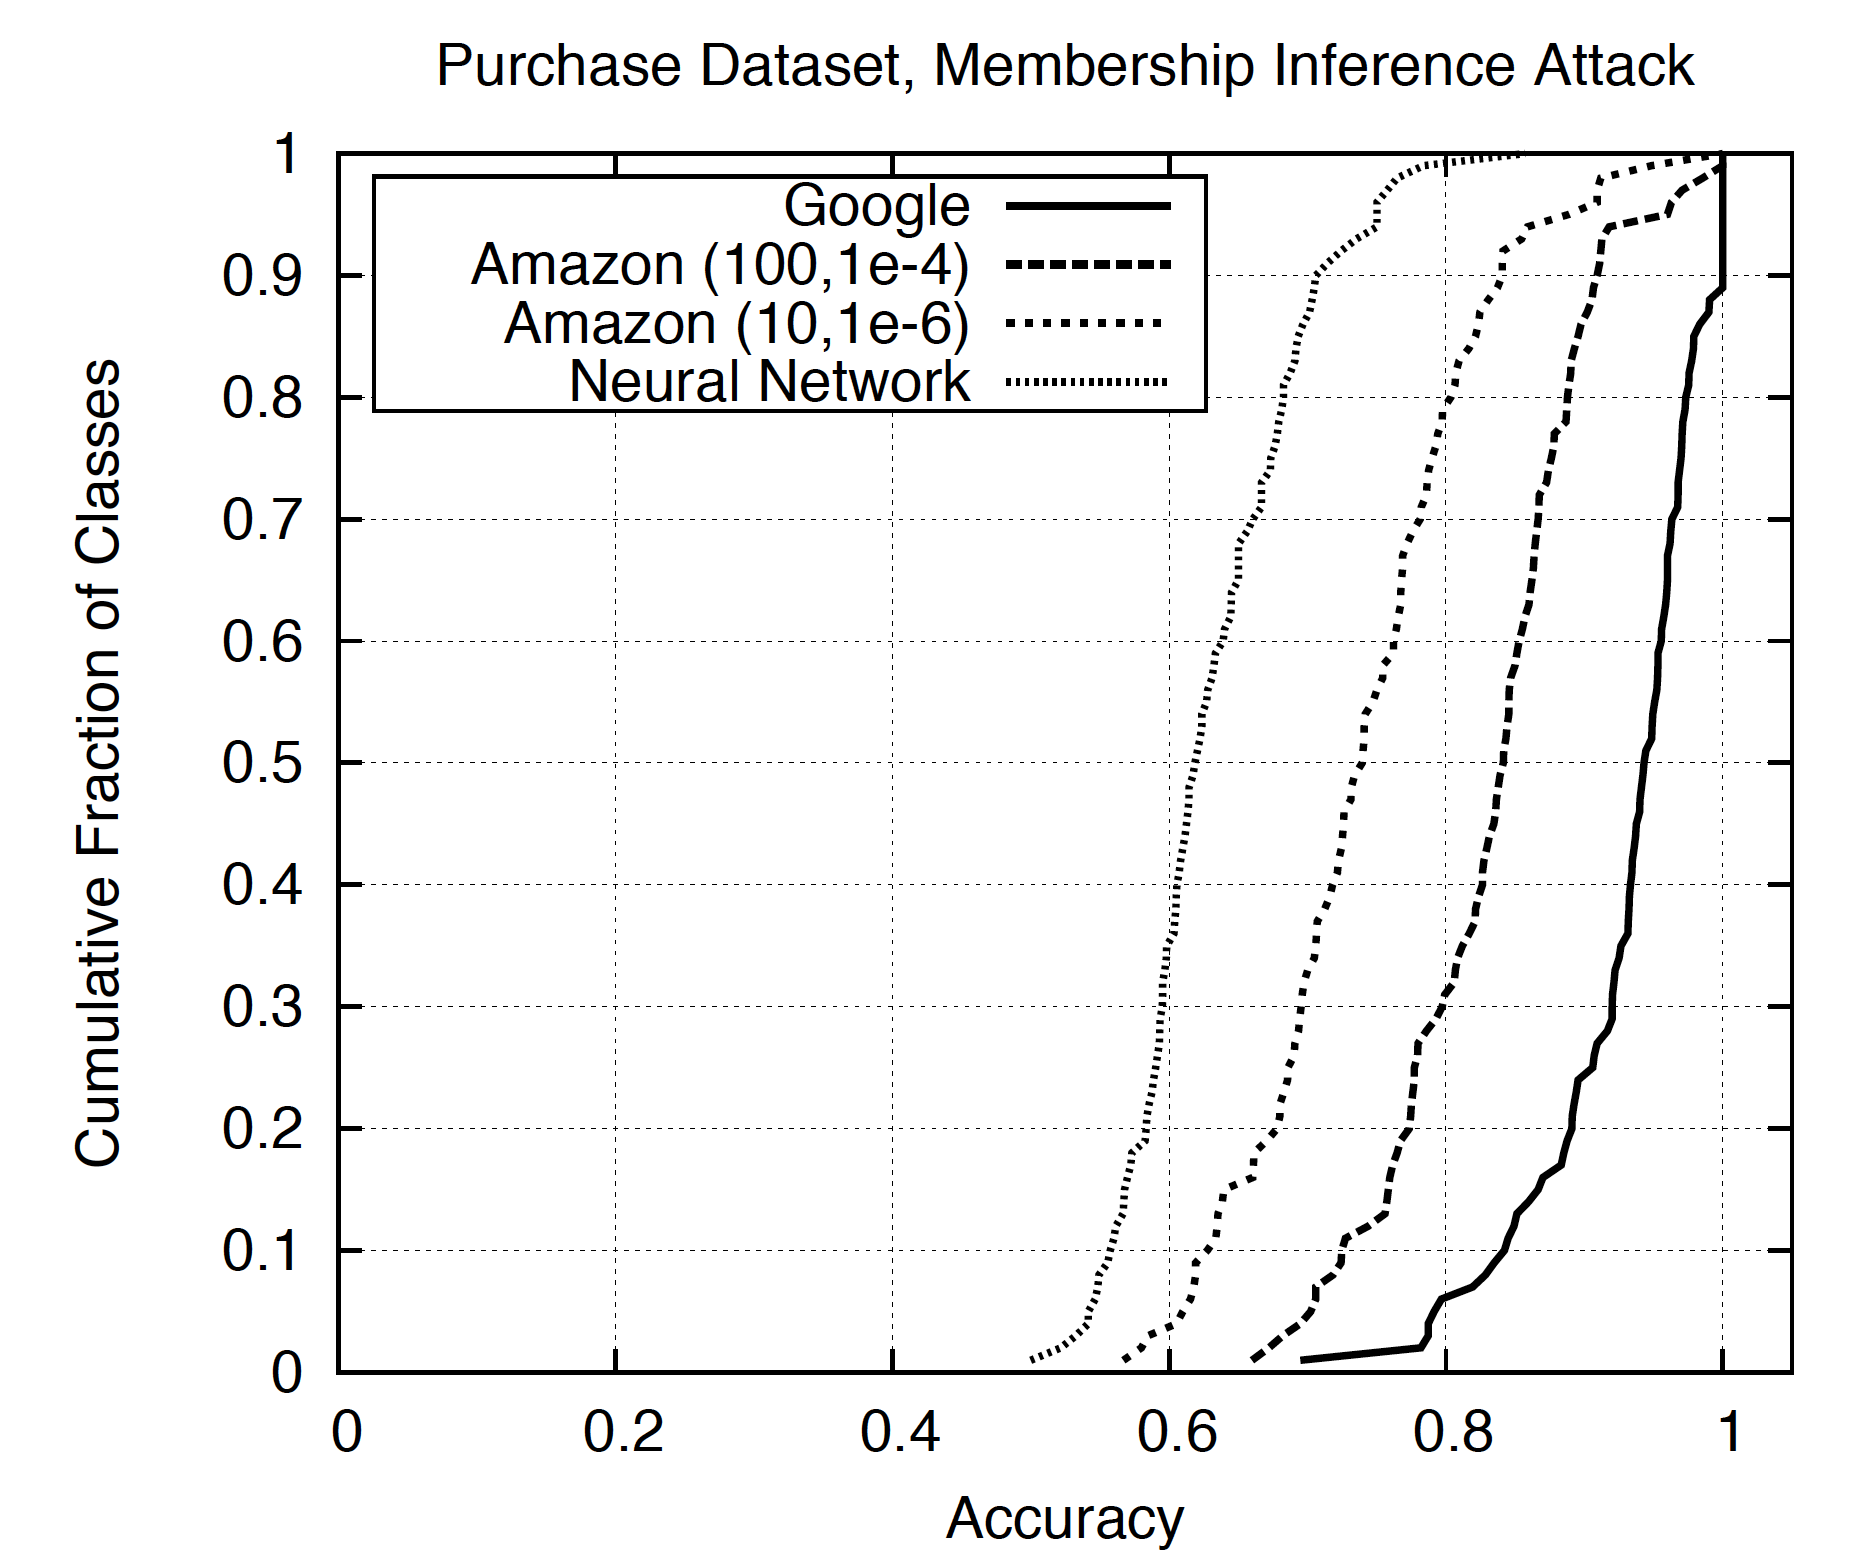 Purchase Dataset, Membership Inference Attack
1
0.9
0.8
0.7
0.6
0.5
0.4
0.3
0.2
0.1
0
Cumulative Fraction of Classes
Google
Amazon (100,1e-4)
Amazon (10,1e-6)
Neural Network
0 0.2 0.4 0.6 0.8 1
Accuracy